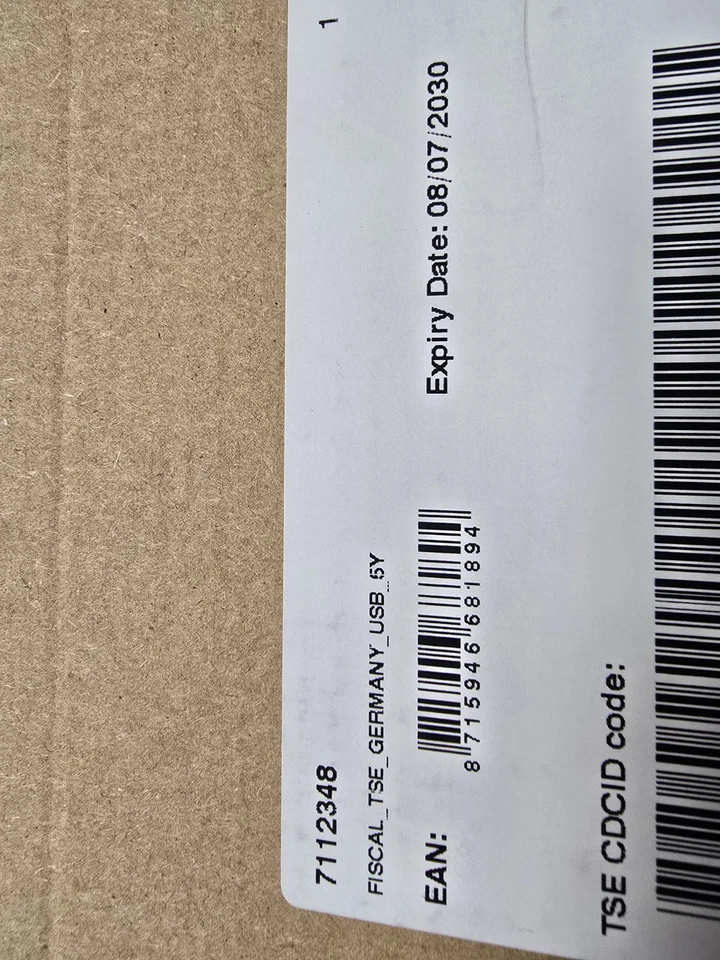 7112348 1
FISCAL_TSE_GERMANY_USB_5Y
EAN: Expiry Date: 08/07/2030
8 715946 681894
TSE CDCID code: